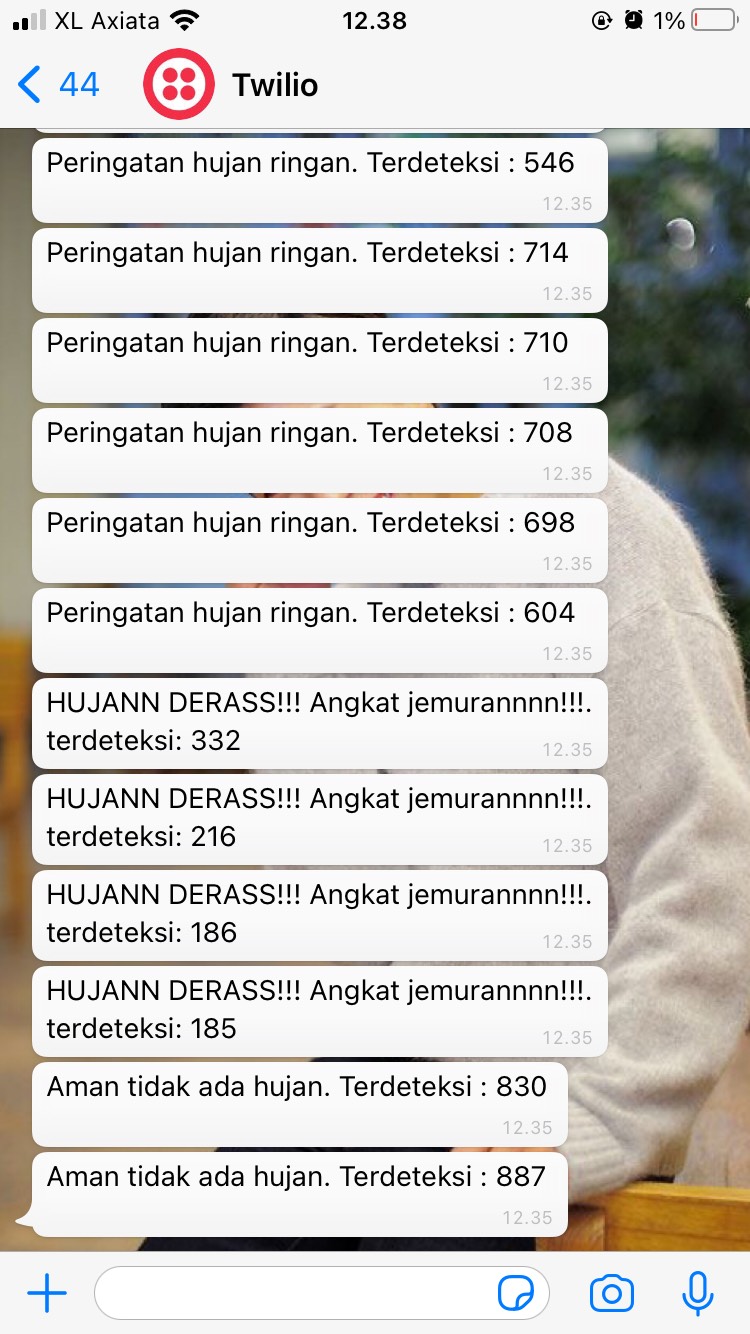 XL Axiata 12.38 1%
44 Twilio
Peringatan hujan ringan. Terdeteksi : 546
12.35
Peringatan hujan ringan. Terdeteksi : 714
12.35
Peringatan hujan ringan. Terdeteksi : 710
12.35
Peringatan hujan ringan. Terdeteksi : 708
12.35
Peringatan hujan ringan. Terdeteksi : 698
12.35
Peringatan hujan ringan. Terdeteksi : 604
12.35
HUJANN DERASS!!! Angkat jemurannnn!!!.
terdeteksi: 332 12.35
HUJANN DERASS!!! Angkat jemurannnn!!!.
terdeteksi: 216 12.35
HUJANN DERASS!!! Angkat jemurannnn!!!.
terdeteksi: 186 12.35
HUJANN DERASS!!! Angkat jemurannnn!!!.
terdeteksi: 185 12.35
Aman tidak ada hujan. Terdeteksi : 830
12.35
Aman tidak ada hujan. Terdeteksi : 887
12.35